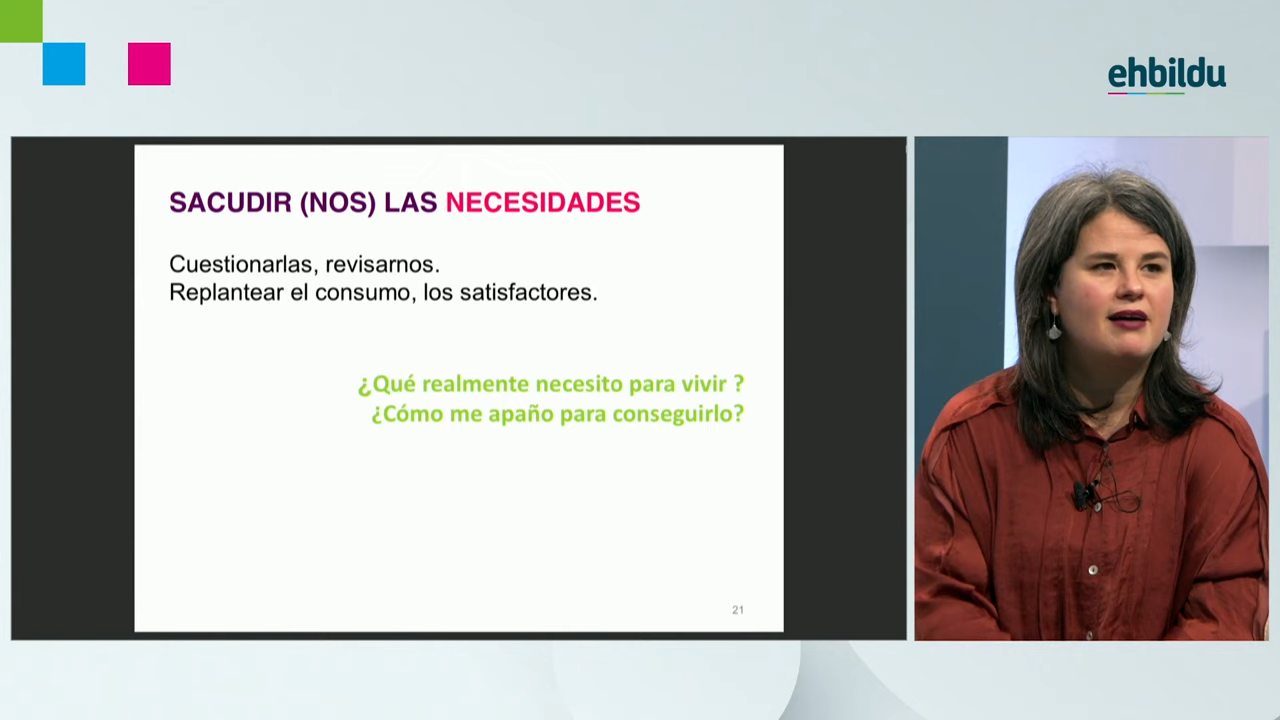 ehbildu
SACUDIR (NOS) LAS NECESIDADES
Cuestionarlas, revisarnos.
Replantear el consumo, los satisfactores.
¿Qué realmente necesito para vivir ?
¿Cómo me apaño para conseguirlo?
21